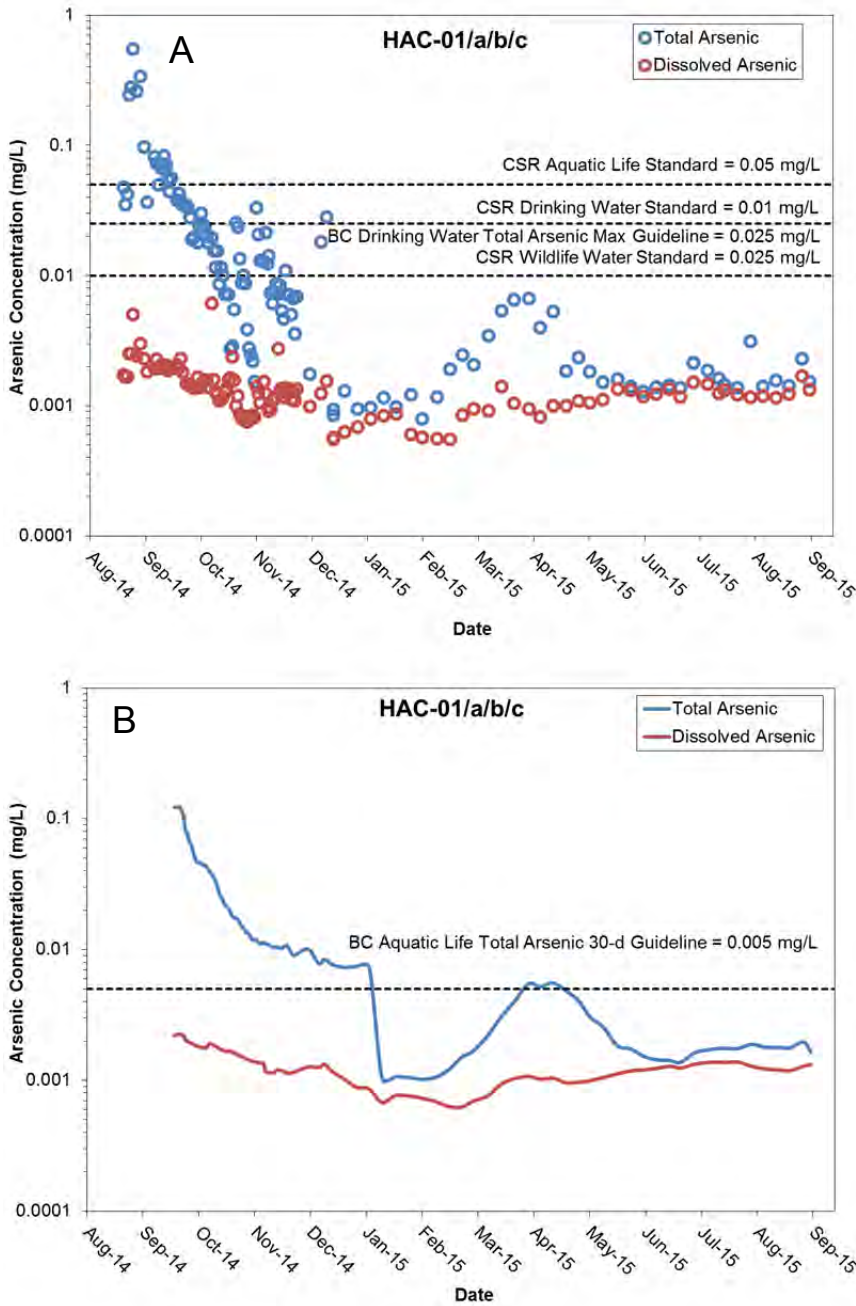 A
HAC-01/a/b/c
Total Arsenic
Dissolved Arsenic
Arsenic Concentration (mg/L)
1
0.1
0.01
0.001
0.0001
CSR Aquatic Life Standard = 0.05 mg/L
CSR Drinking Water Standard = 0.01 mg/L
BC Drinking Water Total Arsenic Max Guideline = 0.025 mg/L
CSR Wildlife Water Standard = 0.025 mg/L
Aug-14
Sep-14
Oct-14
Nov-14
Dec-14
Jan-15
Feb-15
Mar-15
Apr-15
May-15
Jun-15
Jul-15
Aug-15
Sep-15
Date
B
HAC-01/a/b/c
Total Arsenic
Dissolved Arsenic
Arsenic Concentration (mg/L)
1
0.1
0.01
0.001
0.0001
BC Aquatic Life Total Arsenic 30-d Guideline = 0.005 mg/L
Aug-14
Sep-14
Oct-14
Nov-14
Dec-14
Jan-15
Feb-15
Mar-15
Apr-15
May-15
Jun-15
Jul-15
Aug-15
Sep-15
Date